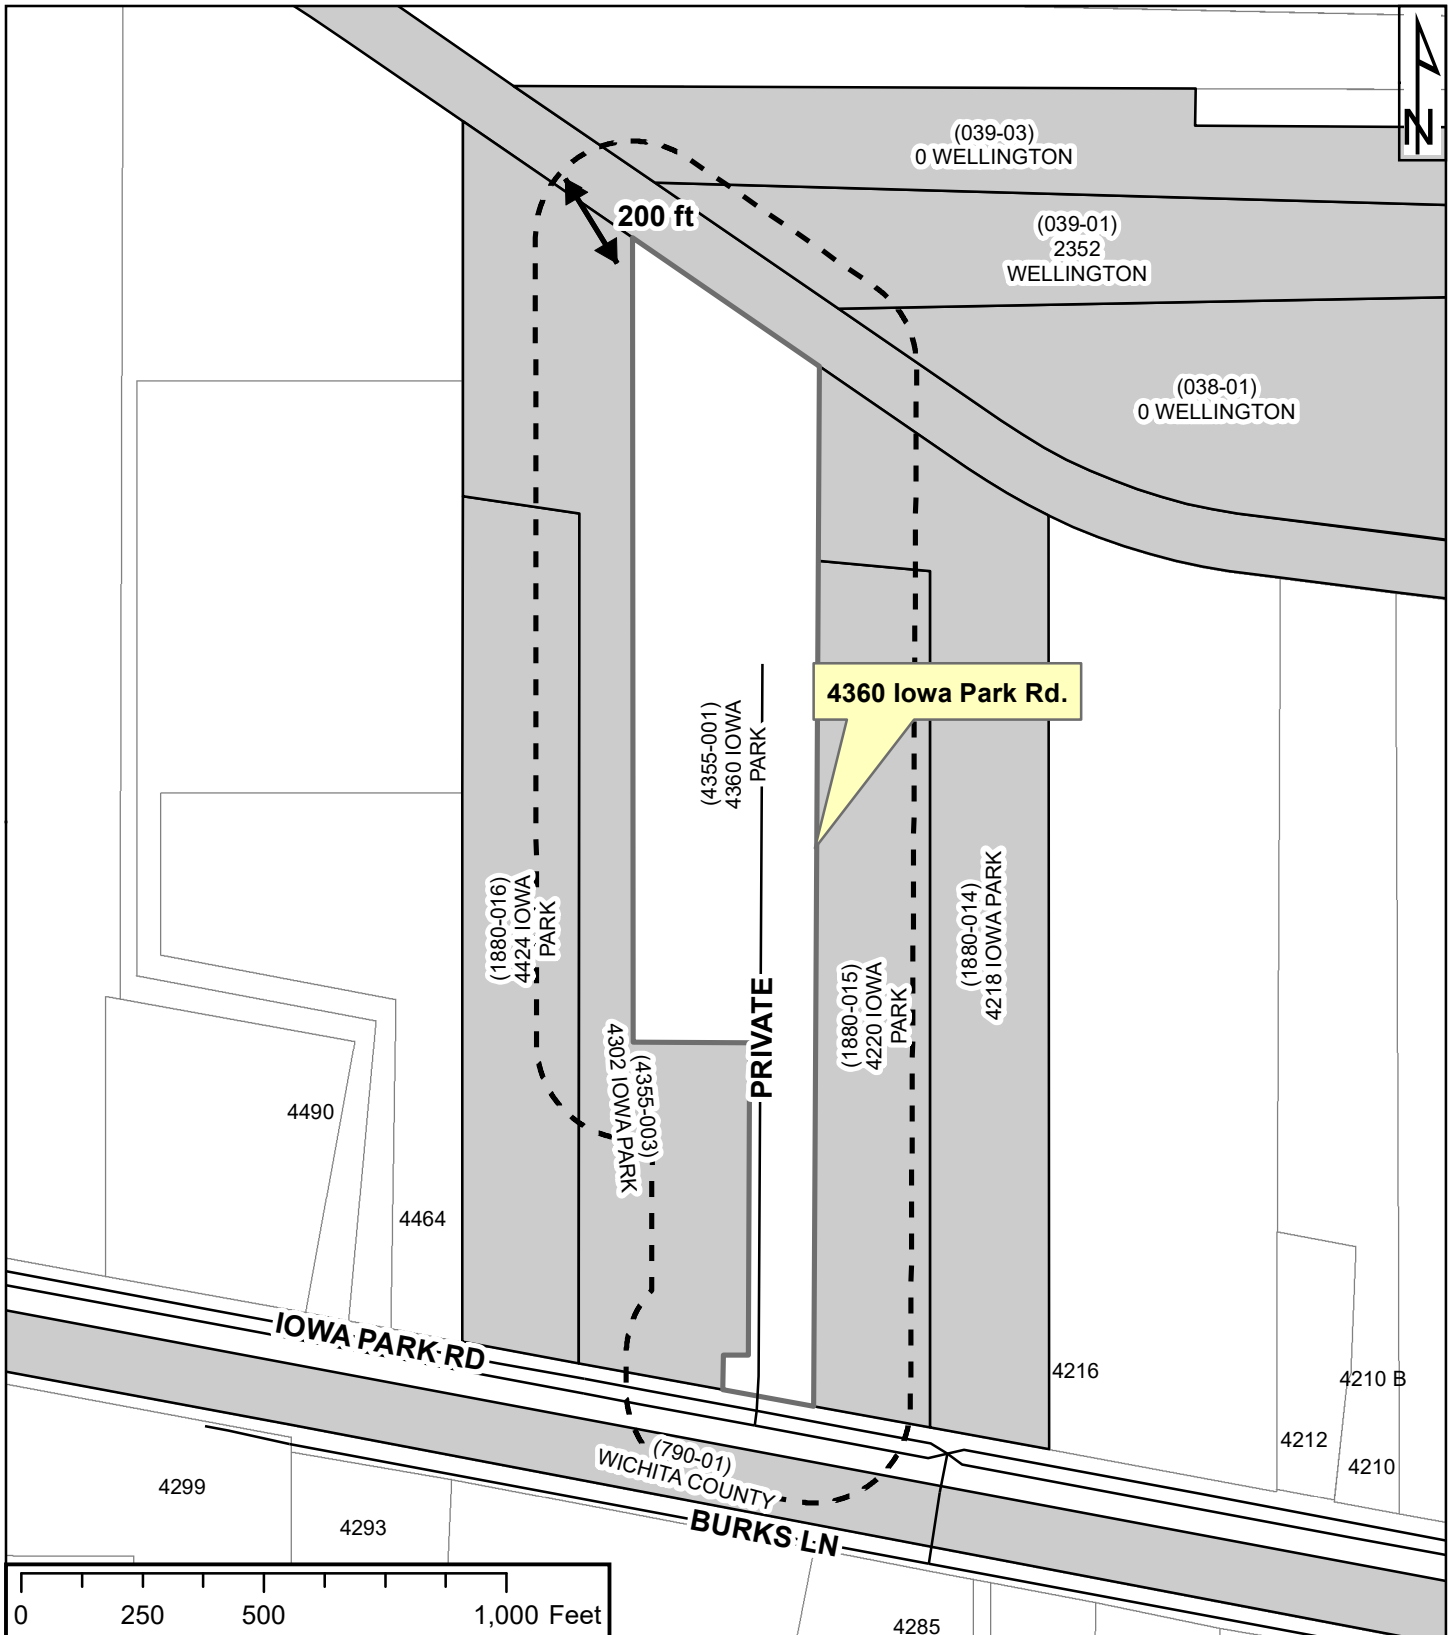 N
(039-03)
0 WELLINGTON
200 ft
(039-01)
2352
WELLINGTON
(038-01)
0 WELLINGTON
4360 Iowa Park Rd.
(4355-001)
4360 IOWA
PARK
(1880-016)
4424 IOWA
PARK
(1880-014)
4218 IOWA PARK
(1880-015)
4220 IOWA
PARK
PRIVATE
(4355-003)
4302 IOWA PARK
4490
4464
IOWA PARK RD
4216
4210 B
4212
4210
(790-01)
WICHITA COUNTY
4299
4293
BURKS LN
0 250 500 1,000 Feet
4285